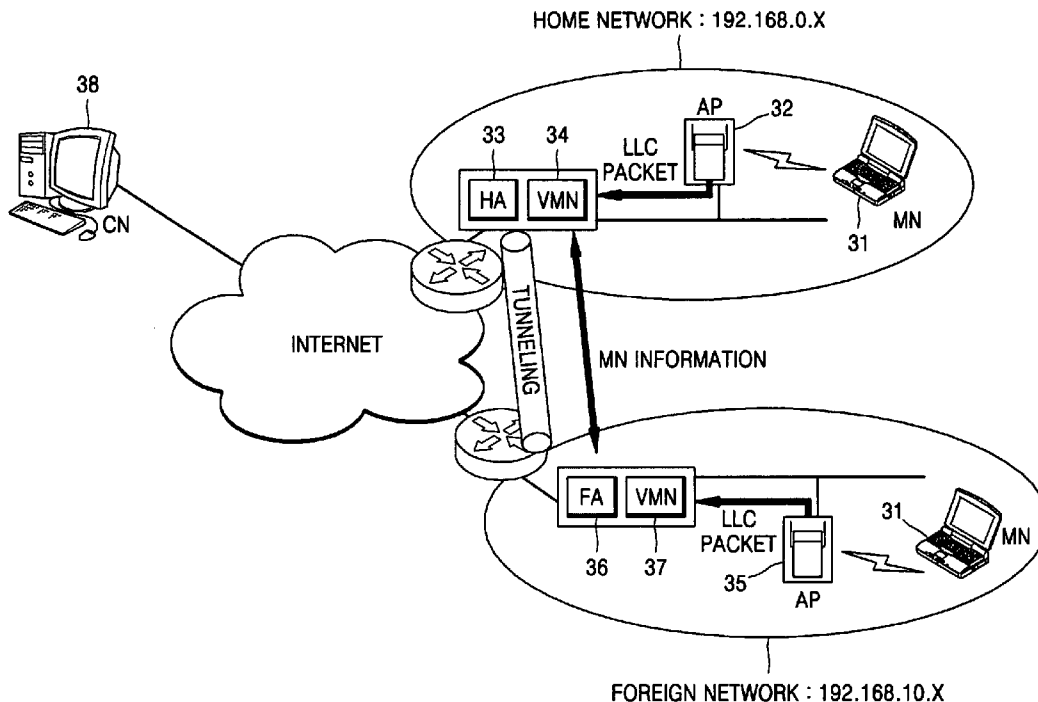 HOME NETWORK : 192.168.0.X
38
AP
32
33
34
LLC
PACKET
HA
VMN
31
MN
CN
INTERNET
TUNNELING
MN INFORMATION
FA
VMN
LLC
PACKET
31
MN
36
37
35
AP
FOREIGN NETWORK : 192.168.10.X